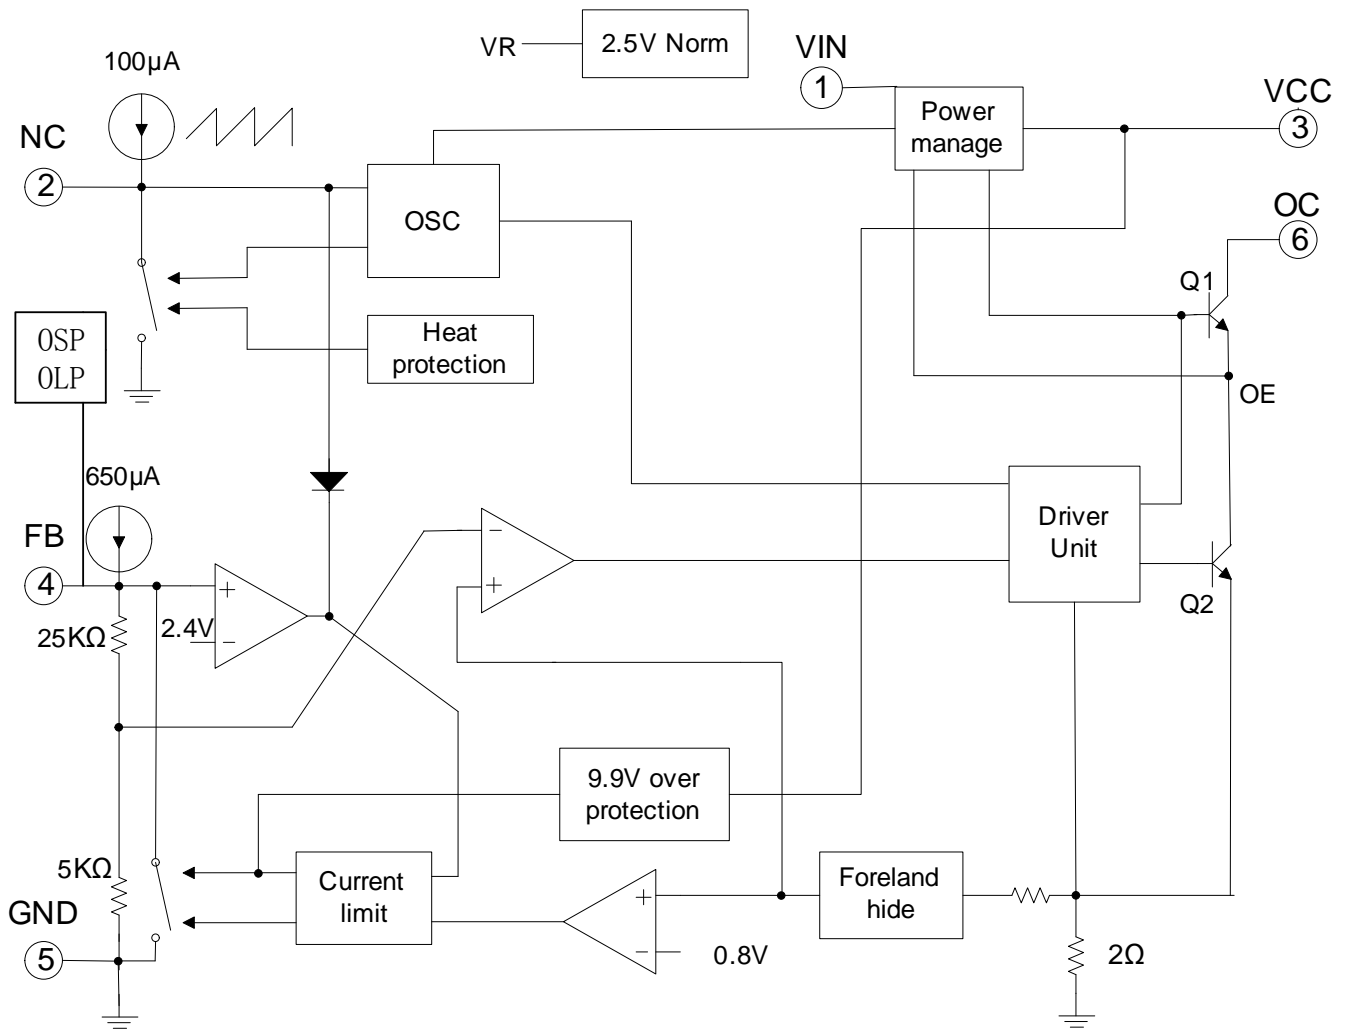 VR
2.5V Norm
VIN
1
100μA
Power
manage
VCC
3
NC
2
OSC
OC
6
Q1
OSP
OLP
Heat
protection
OE
650μA
FB
4
+
2.4V
−
25KΩ
−
+
Driver
Unit
Q2
9.9V over
protection
5KΩ
GND
5
Current
limit
+
−
0.8V
Foreland
hide
2Ω